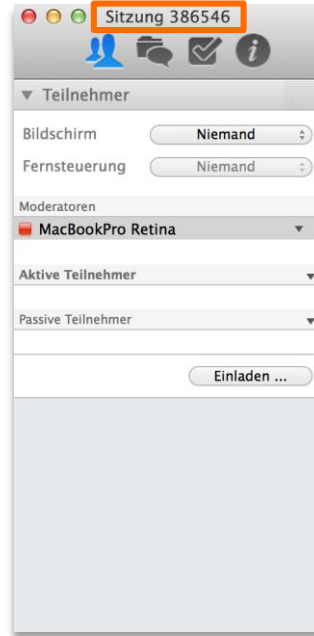 Sitzung 386546
Teilnehmer
Bildschirm Niemand
Fernsteuerung Niemand
Moderatoren
MacBookPro Retina
Aktive Teilnehmer
Passive Teilnehmer
Einladen ...